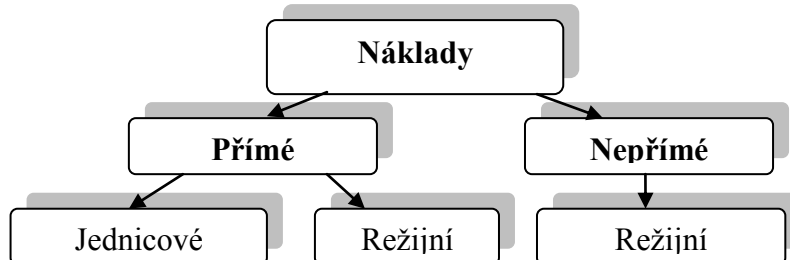 Náklady
Přímé
Nepřímé
Jednicové
Režijní
Režijní